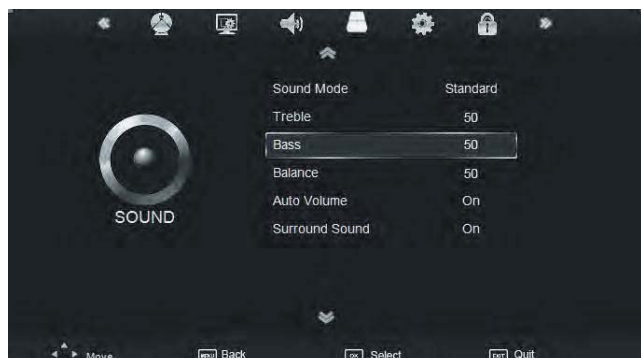 Sound Mode Standard
Treble 50
Bass 50
Balance 50
Auto Volume On
Surround Sound On
SOUND
Move MENU Back OK Select EXIT Quit